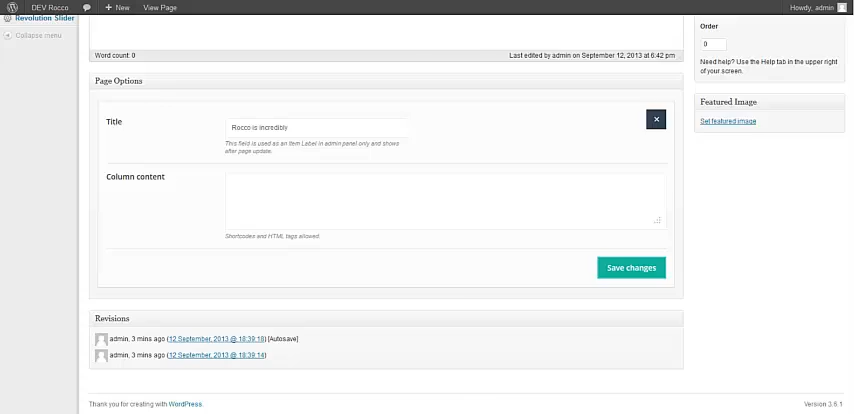 DEV Rocco + New View Page Howdy, admin
Revolution Slider
Collapse menu
Word count: 0 Last edited by admin on September 12, 2013 at 6:42 pm
Order
0
Need help? Use the Help tab in the upper right
of your screen.
Featured Image
Set featured image
Page Options
Title
Rocco is incredibly
This field is used as an Item Label in admin panel only and shows
after page update.
Column content
Shortcodes and HTML tags allowed.
Save changes
Revisions
admin, 3 mins ago (12 September, 2013 @ 18:39:18) [Autosave]
admin, 3 mins ago (12 September, 2013 @ 18:39:14)
Thank you for creating with WordPress. Version 3.6.1